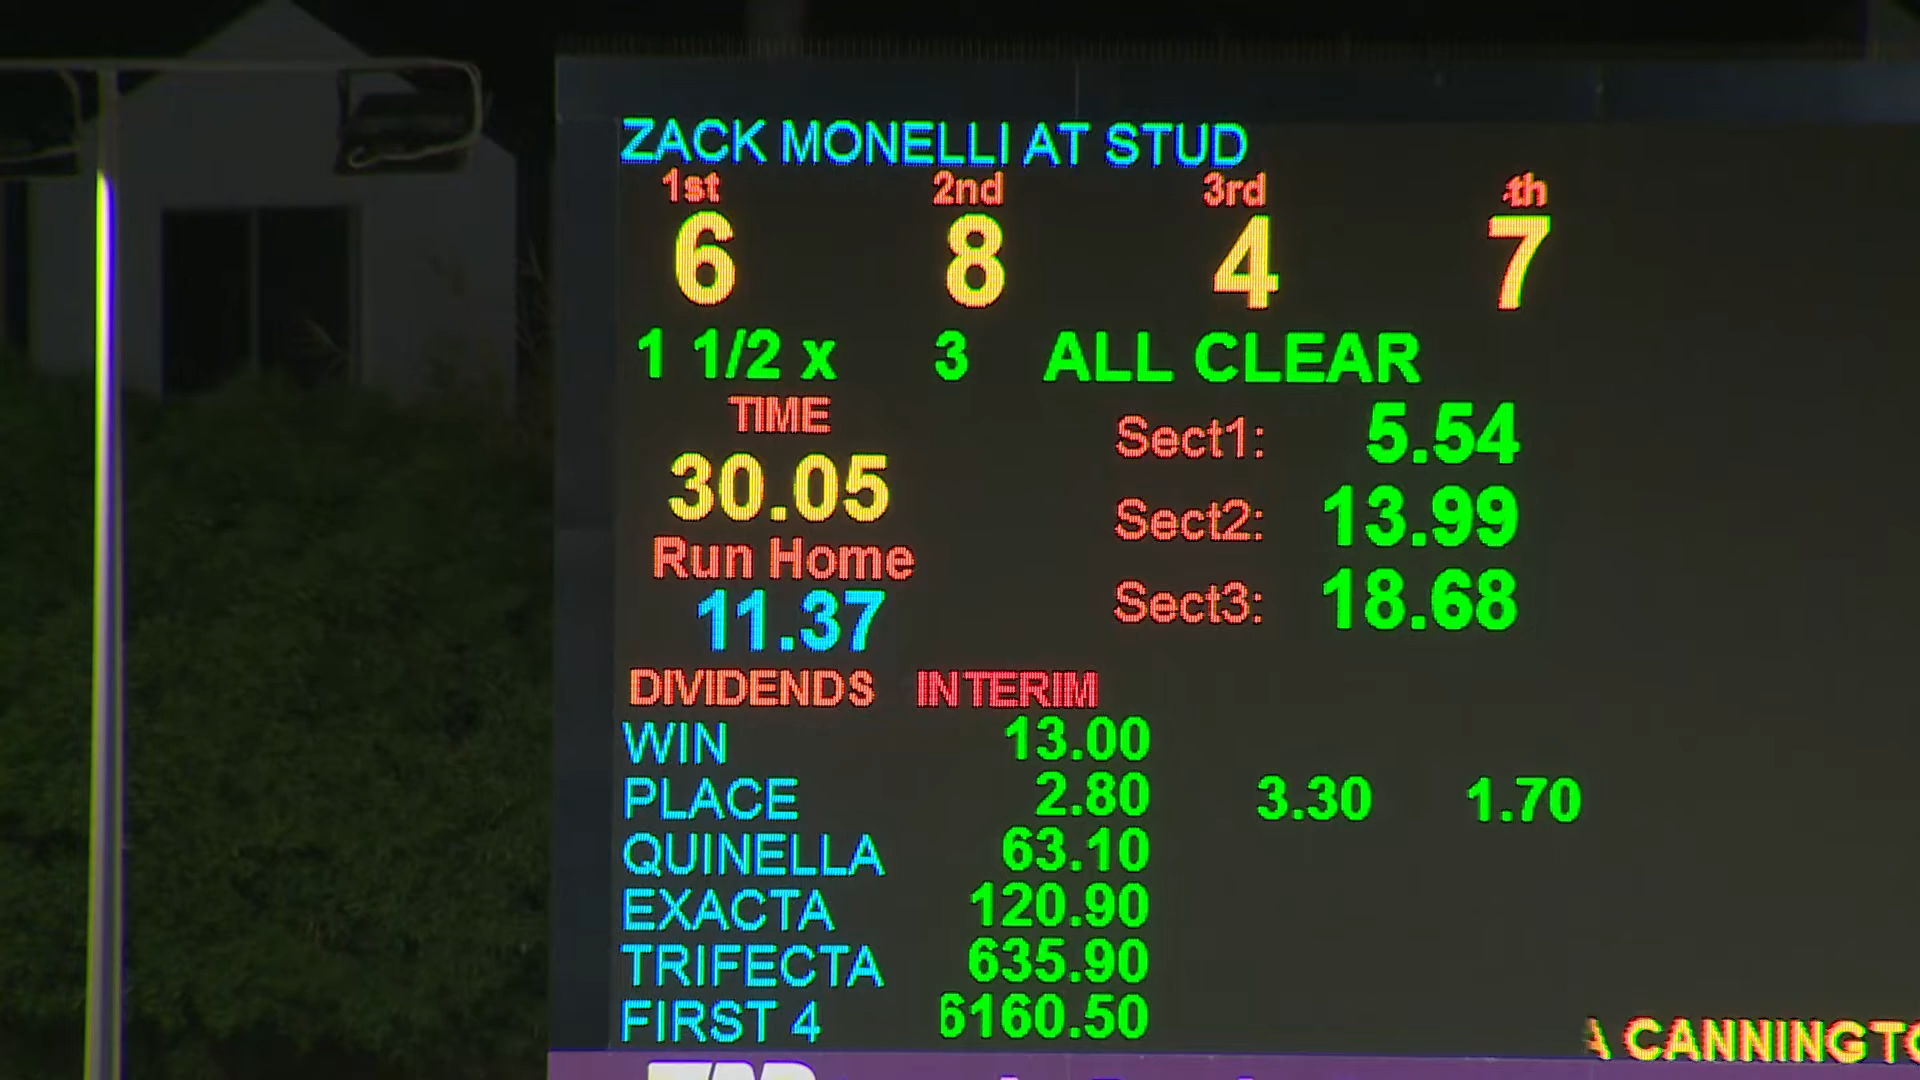 ZACK MONELLI AT STUD
1st 2nd 3rd th
6 8 4 7
1 1/2 x 3 ALL CLEAR
TIME
30.05
Run Home
11.37
Sect1: 5.54
Sect2: 13.99
Sect3: 18.68
DIVIDENDS INTERIM
WIN 13.00
PLACE 2.80 3.30 1.70
QUINELLA 63.10
EXACTA 120.90
TRIFECTA 635.90
FIRST 4 6160.50
A CANNINGTO